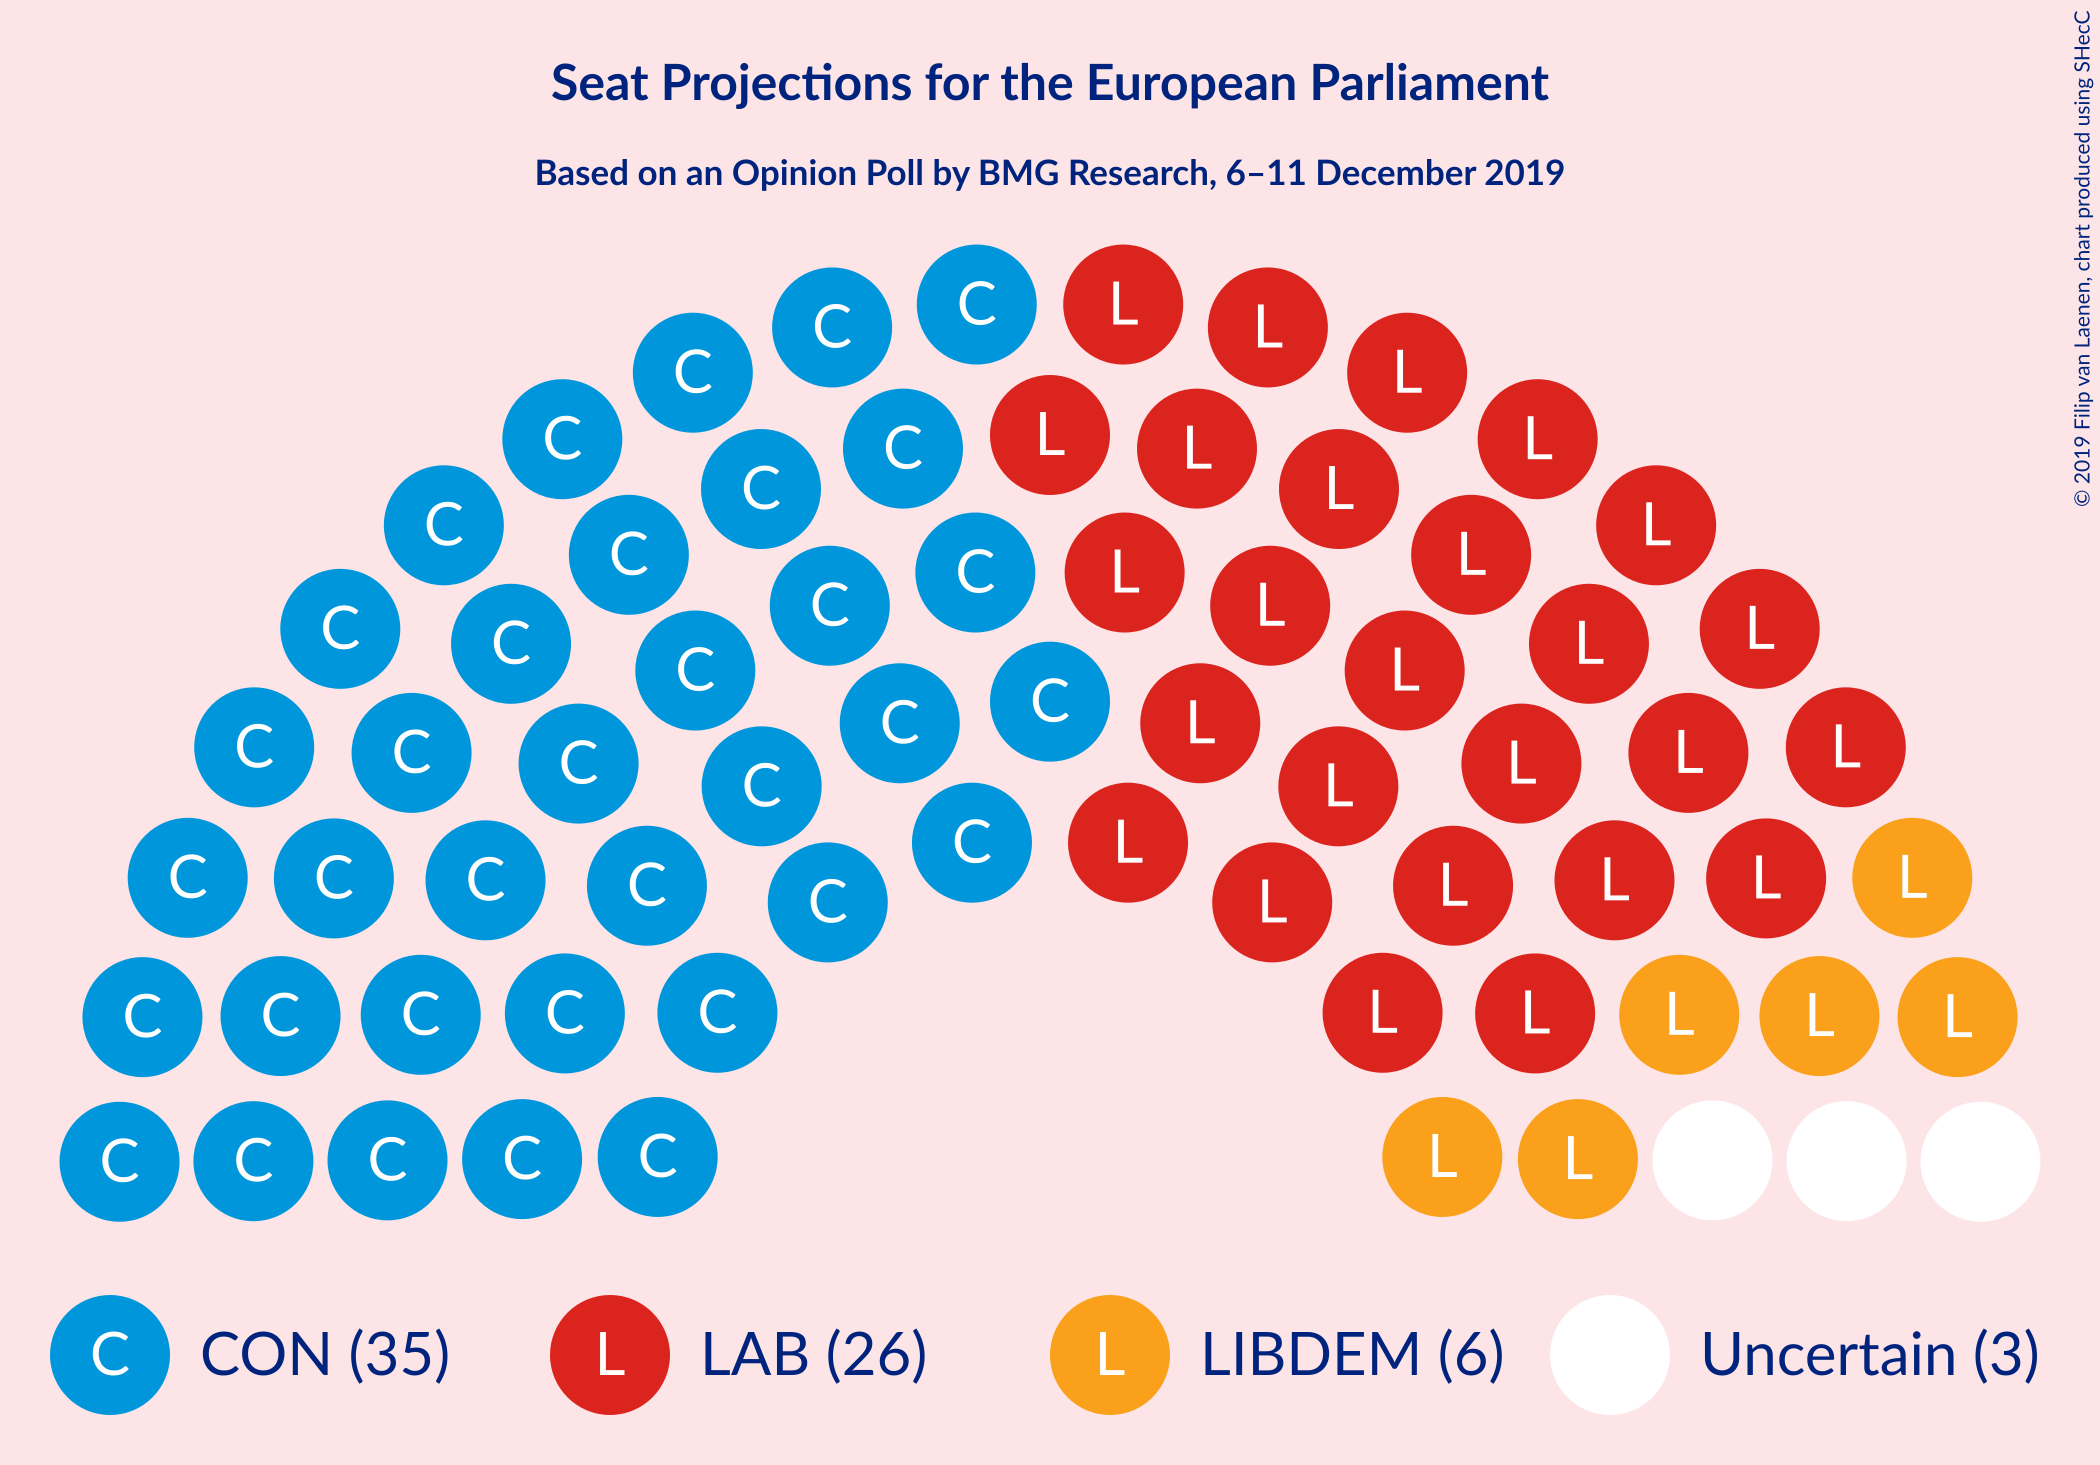 Seat Projections for the European Parliament
Based on an Opinion Poll by BMG Research, 6–11 December 2019
© 2019 Filip van Laenen, chart produced using SHecC
C L
C L
C L
C L
C L
C L
C L L L
C C L L
C C L L
C C L L
C C C L L L
C C C L L L
C C C L L L
C C C C C L L L L
C C C C C C L L L L L L
C C C C C L L L L L
C C C C C L L
C CON (35) L LAB (26) L LIBDEM (6) Uncertain (3)